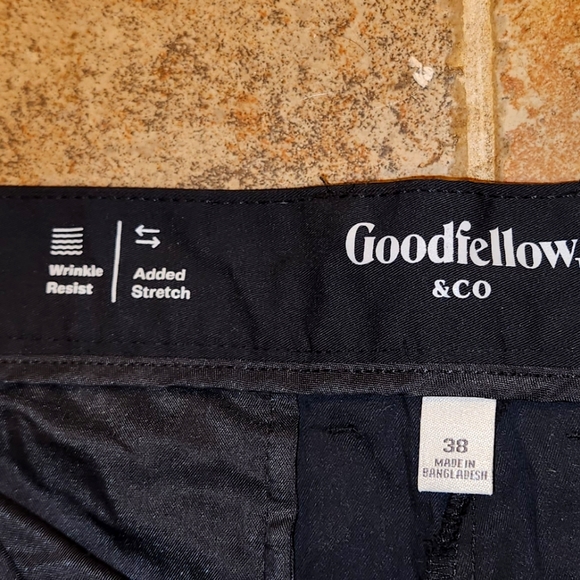 Wrinkle
Resist
Added
Stretch
Goodfellow
&CO
38
MADE IN
BANGLADESH